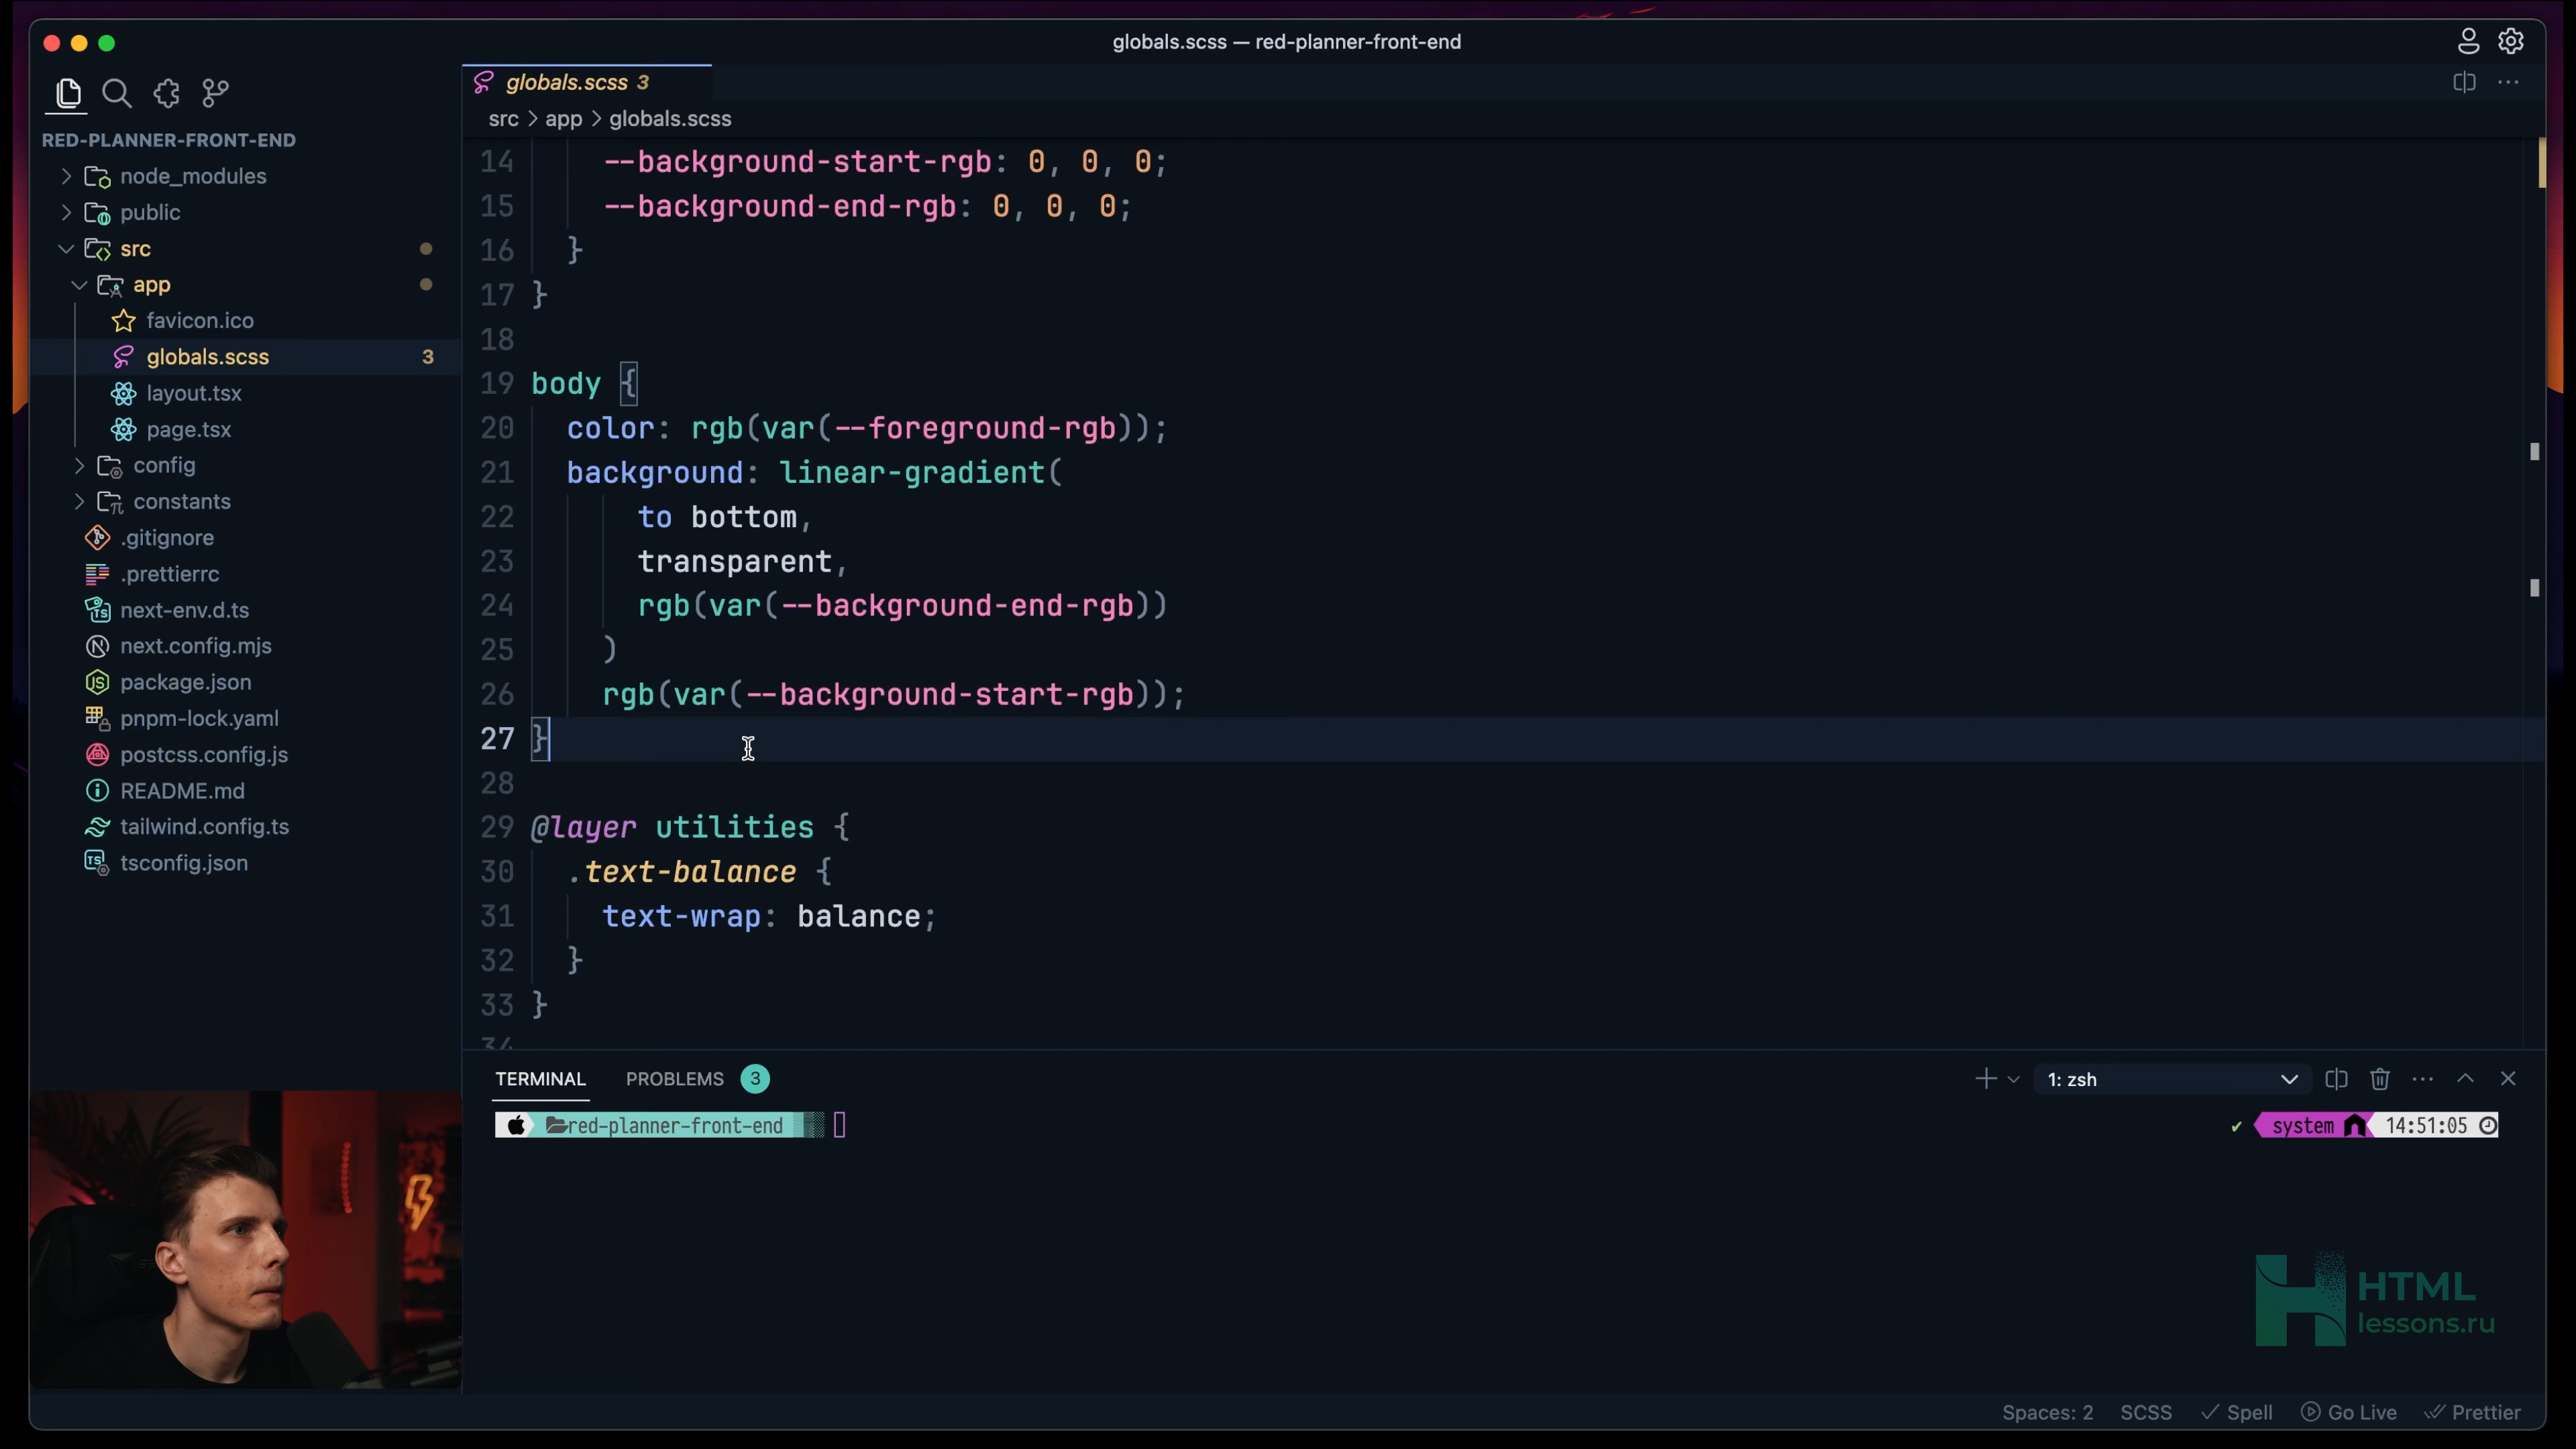 globals.scss — red-planner-front-end
RED-PLANNER-FRONT-END
node_modules
public
src
app
favicon.ico
globals.scss 3
layout.tsx
page.tsx
config
constants
.gitignore
.prettierrc
next-env.d.ts
next.config.mjs
package.json
pnpm-lock.yaml
postcss.config.js
README.md
tailwind.config.ts
tsconfig.json
globals.scss 3
src > app > globals.scss
14 --background-start-rgb: 0, 0, 0;
15 --background-end-rgb: 0, 0, 0;
16 }
17 }
18
19 body {
20 color: rgb(var(--foreground-rgb));
21 background: linear-gradient(
22 to bottom,
23 transparent,
24 rgb(var(--background-end-rgb))
25 )
26 rgb(var(--background-start-rgb));
27 }
28
29 @layer utilities {
30 .text-balance {
31 text-wrap: balance;
32 }
33 }
34
TERMINAL PROBLEMS 3
1: zsh
red-planner-front-end
system 14:51:05
HTML
lessons.ru
Spaces: 2 SCSS Spell Go Live Prettier